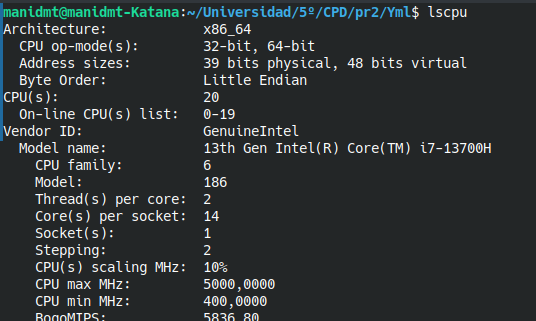 manidmt@manidmt-Katana:~/Universidad/5º/CPD/pr2/Yml$ lscpu
Architecture: x86_64
CPU op-mode(s): 32-bit, 64-bit
Address sizes: 39 bits physical, 48 bits virtual
Byte Order: Little Endian
CPU(s): 20
On-line CPU(s) list: 0-19
Vendor ID: GenuineIntel
Model name: 13th Gen Intel(R) Core(TM) i7-13700H
CPU family: 6
Model: 186
Thread(s) per core: 2
Core(s) per socket: 14
Socket(s): 1
Stepping: 2
CPU(s) scaling MHz: 10%
CPU max MHz: 5000,0000
CPU min MHz: 400,0000
BogoMIPS: 5836,80